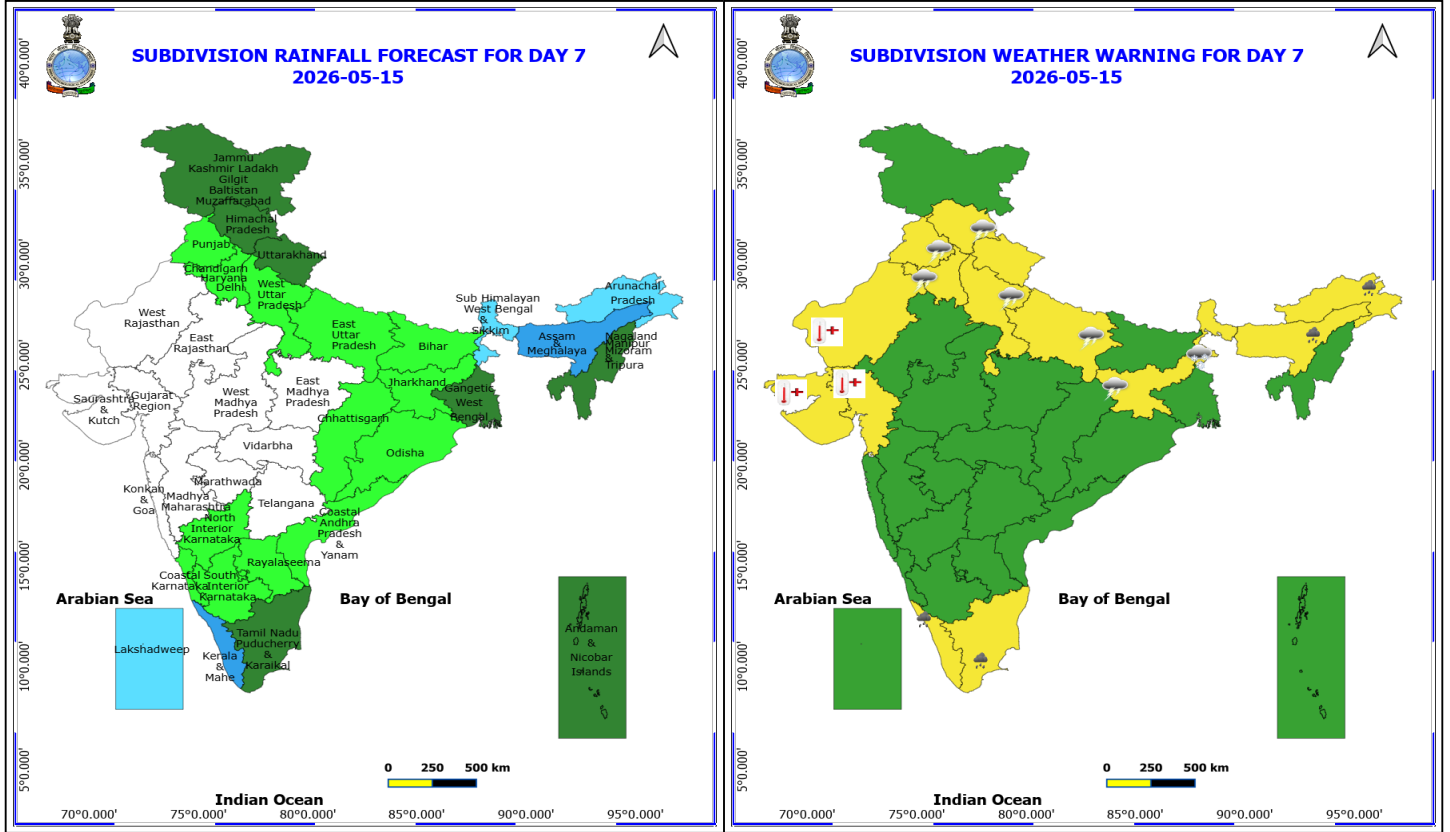 SUBDIVISION RAINFALL FORECAST FOR DAY 7
2026-05-15
40°0.000'
35°0.000'
30°0.000'
25°0.000'
20°0.000'
15°0.000'
10°0.000'
5°0.000'
Jammu
Kashmir Ladakh
Gilgit
Baltistan
Muzaffarabad
Himachal
Pradesh
Punjab
Uttarakhand
Chandigarh
Haryana
Delhi
West
Uttar
Pradesh
Arunachal
Pradesh
Sub Himalayan
West Bengal
&
Sikkim
West
Rajasthan
East
Rajasthan
East
Uttar
Pradesh
Bihar
Assam
&
Meghalaya
Nagaland
Manipur
Mizoram
&
Tripura
Saurashtra
&
Kutch
Gujarat
Region
West
Madhya
Pradesh
East
Madhya
Pradesh
Jharkhand
Gangetic
West
Bengal
Chhattisgarh
Odisha
Vidarbha
Konkan
&
Goa
Madhya
Maharashtra
Marathwada
Telangana
North
Interior
Karnataka
Coastal
Andhra
Pradesh
&
Yanam
Rayalaseema
Coastal
Karnataka
South
Interior
Karnataka
Arabian Sea
Bay of Bengal
Lakshadweep
Kerala
&
Mahe
Tamil Nadu
Puducherry
&
Karaikal
Andaman
&
Nicobar
Islands
0 250 500 km
Indian Ocean
70°0.000' 75°0.000' 80°0.000' 85°0.000' 90°0.000' 95°0.000'
SUBDIVISION WEATHER WARNING FOR DAY 7
2026-05-15
40°0.000'
35°0.000'
30°0.000'
25°0.000'
20°0.000'
15°0.000'
10°0.000'
5°0.000'
Arabian Sea
Bay of Bengal
0 250 500 km
Indian Ocean
70°0.000' 75°0.000' 80°0.000' 85°0.000' 90°0.000' 95°0.000'